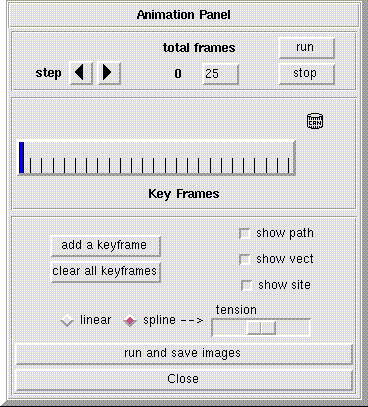 Animation Panel
total frames run
step 0 25 stop
CAN
Key Frames
add a keyframe show path
clear all keyframes show vect
show site
linear spline --> tension
run and save images
Close